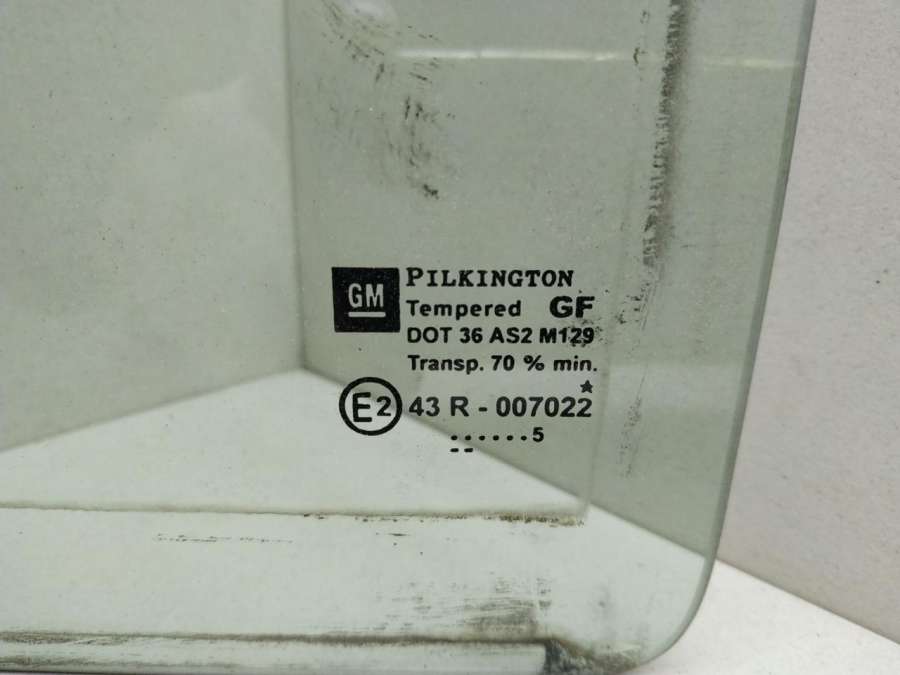 GM PILKINGTON
Tempered GF
DOT 36 AS2 M129
Transp. 70 % min.
E2 43 R - 007022
......5
--